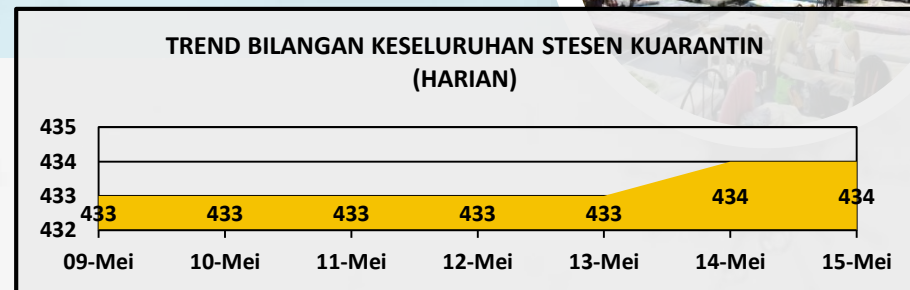 TREND BILANGAN KESELURUHAN STESEN KUARANTIN
(HARIAN)
435
434
433
432
433 433 433 433 433 434 434
09-Mei 10-Mei 11-Mei 12-Mei 13-Mei 14-Mei 15-Mei